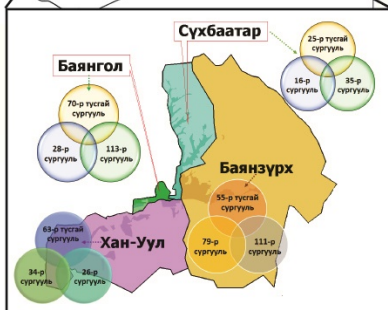 Сүхбаатар
25-р тусгай
сургууль
16-р
сургууль
35-р
сургууль
Баянгол
70-р тусгай
сургууль
28-р
сургууль
113-р
сургууль
Баянзүрх
55-р тусгай
сургууль
79-р
сургууль
111-р
сургууль
63-р тусгай
сургууль
Хан-Уул
34-р
сургууль
26-р
сургууль